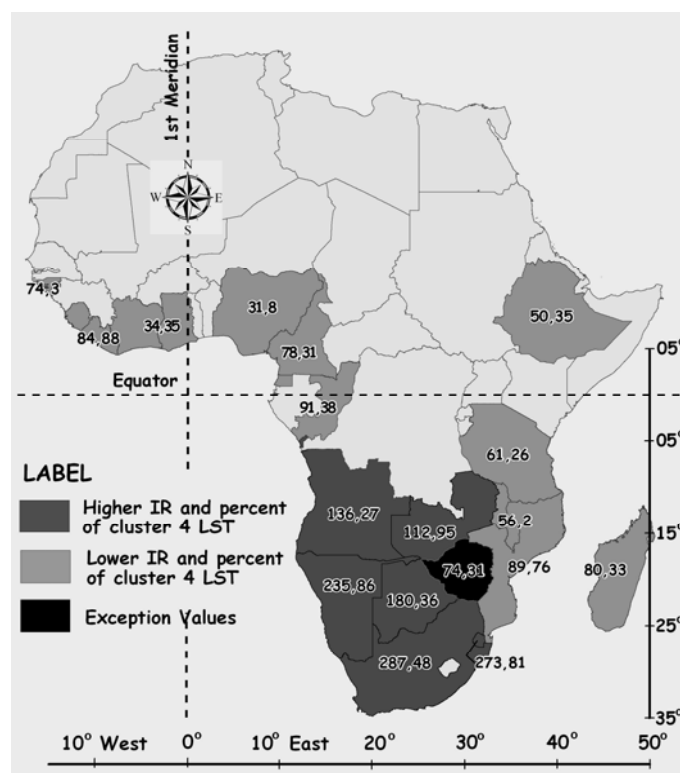 1st Meridian
N
W E
S
74,3
84,88
34,35
31,8
78,31
50,35
05°
Equator
91,38
05°
61,26
LABEL
Higher IR and percent
of cluster 4 LST
136,27
112,95
56,2
15°
Lower IR and percent
of cluster 4 LST
235,86
180,36
74,31
89,76
80,33
Exception Values
25°
287,48
273,81
35°
10° West 0° 10° East 20° 30° 40° 50°